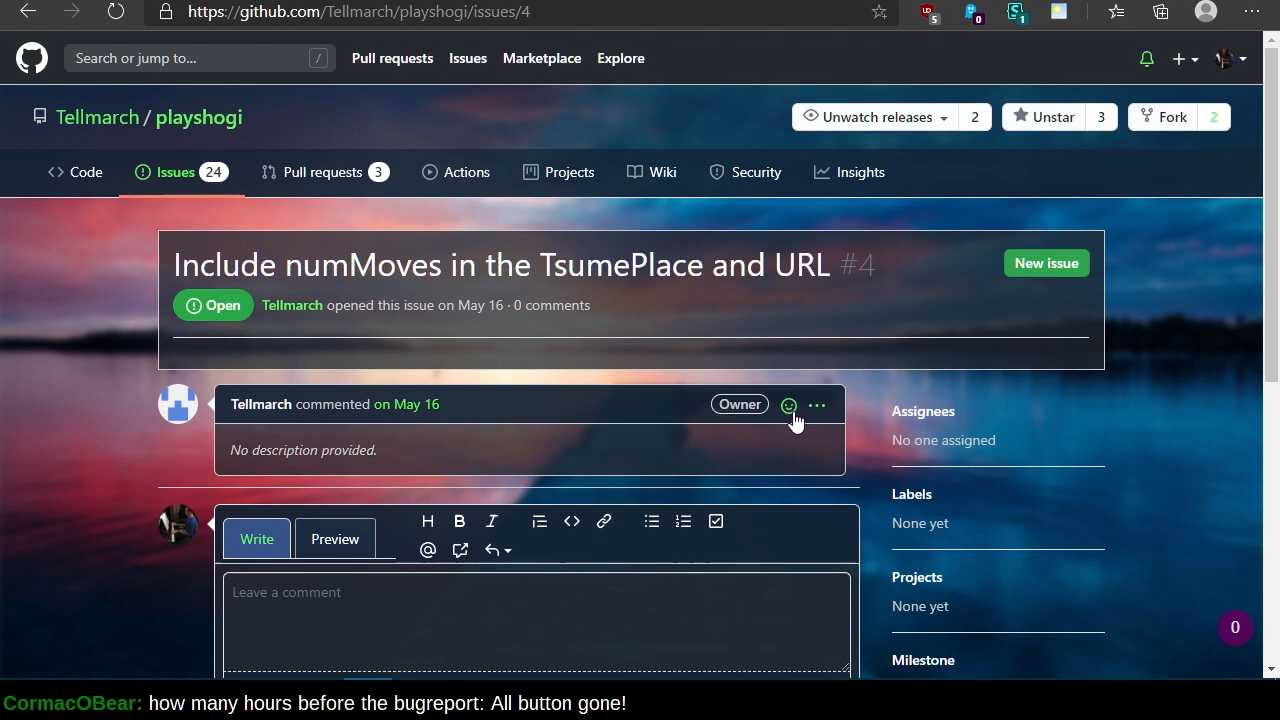 https://github.com/Tellmarch/playshogi/issues/4
5
0
1
Search or jump to...
/
Pull requests
Issues
Marketplace
Explore
Tellmarch / playshogi
Unwatch releases
2
Unstar
3
Fork
2
Code
Issues 24
Pull requests 3
Actions
Projects
Wiki
Security
Insights
Include numMoves in the TsumePlace and URL #4
New issue
Open
Tellmarch opened this issue on May 16 · 0 comments
Tellmarch commented on May 16
Owner
No description provided.
Assignees
No one assigned
Labels
None yet
Projects
None yet
Milestone
Write
Preview
Leave a comment
0
CormacOBear: how many hours before the bugreport: All button gone!